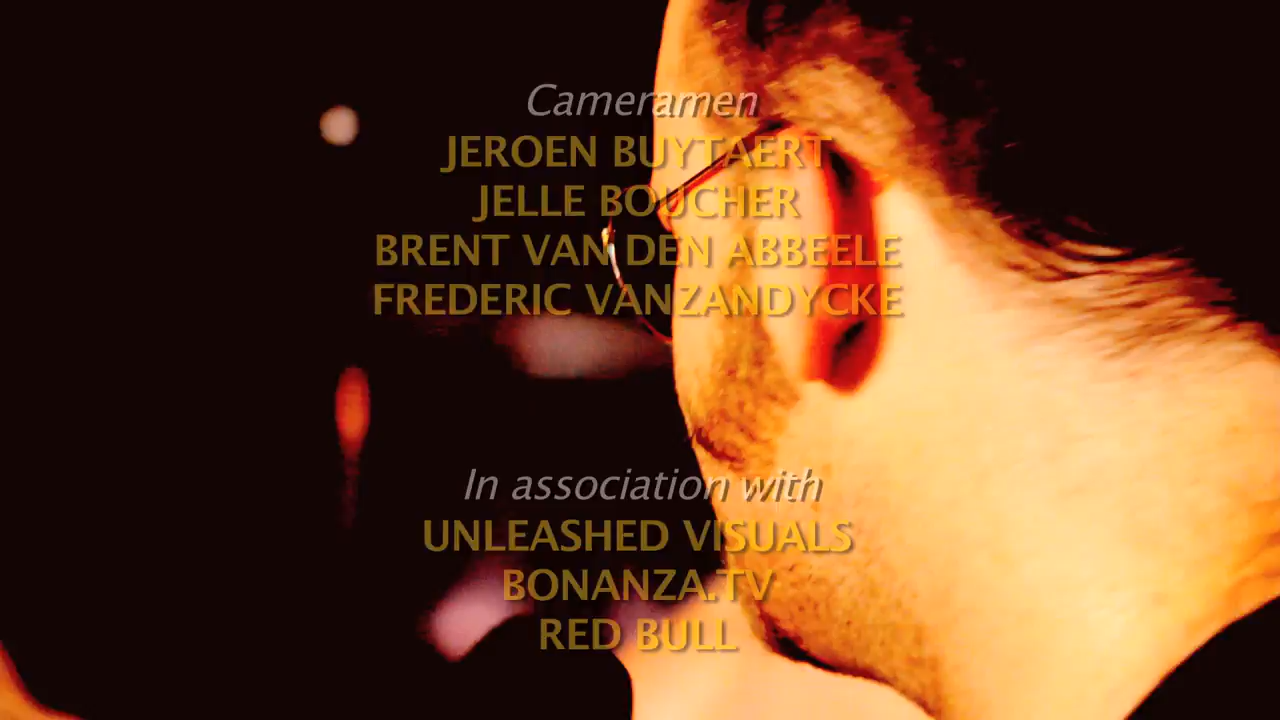 Cameramen
JEROEN BUYTAERT
JELLE BOUCHER
BRENT VAN DEN ABBEELE
FREDERIC VANZANDYCKE
In association with
UNLEASHED VISUALS
BONANZA.TV
RED BULL